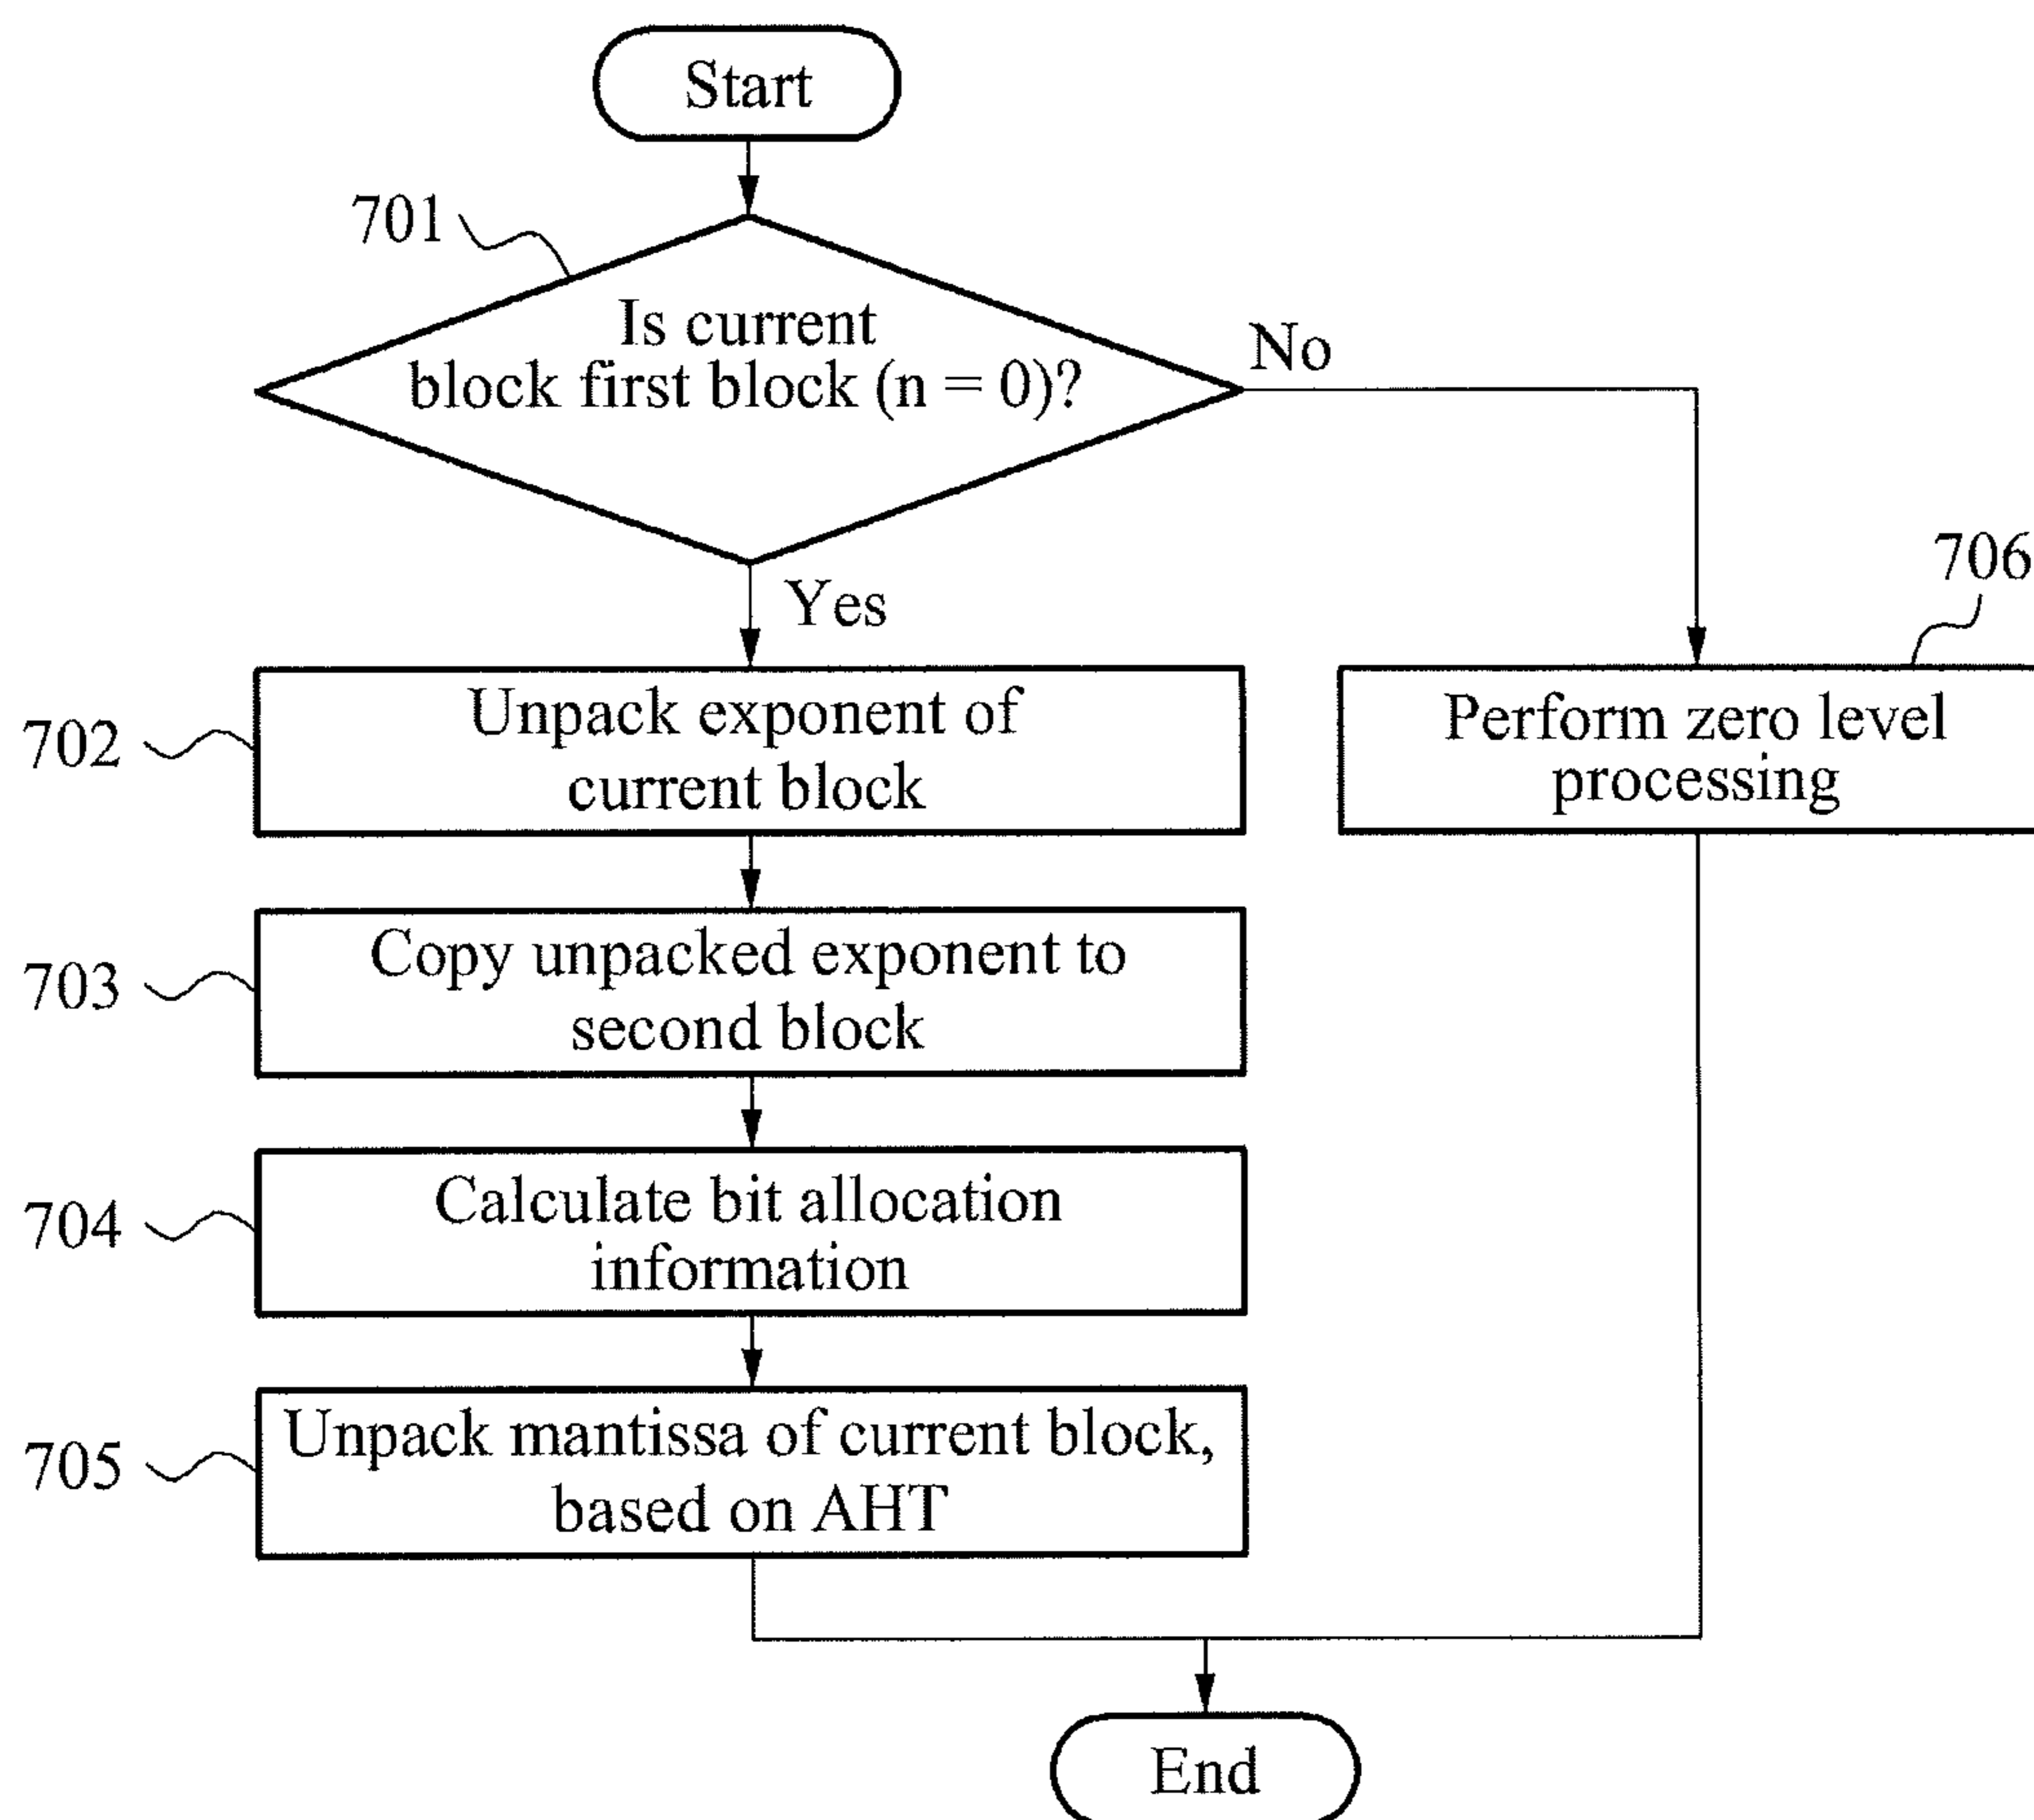 Start
701
Is current
block first block (n = 0)?
No
Yes
706
702
Unpack exponent of
current block
Perform zero level
processing
703
Copy unpacked exponent to
second block
704
Calculate bit allocation
information
705
Unpack mantissa of current block,
based on AHT
End